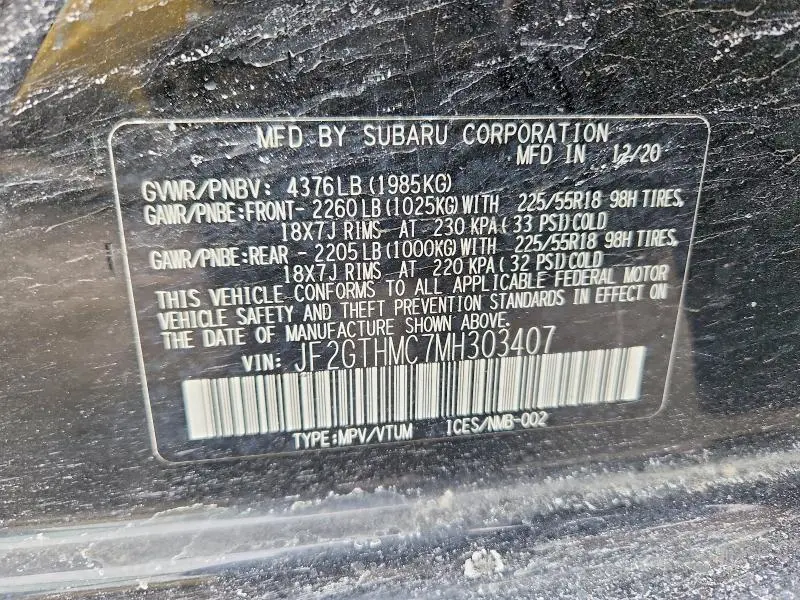 MFD BY SUBARU CORPORATION
MFD IN 12/20
GVWR/PNBV: 4376LB(1985KG)
GAWR/PNBE:FRONT- 2260LB(1025KG)WITH 225/55R18 98H TIRES,
18X7J RIMS AT 230 KPA( 33 PSI)COLD
GAWR/PNBE:REAR - 2205LB(1000KG)WITH 225/55R18 98H TIRES,
18X7J RIMS AT 220 KPA( 32 PSI)COLD
THIS VEHICLE CONFORMS TO ALL APPLICABLE FEDERAL MOTOR
VEHICLE SAFETY AND THEFT PREVENTION STANDARDS IN EFFECT ON
THE DATE OF MANUFACTURE SHOWN ABOVE.
VIN: JF2GTHMC7MH303407
TYPE:MPV/VTUM ICES/NMB-002